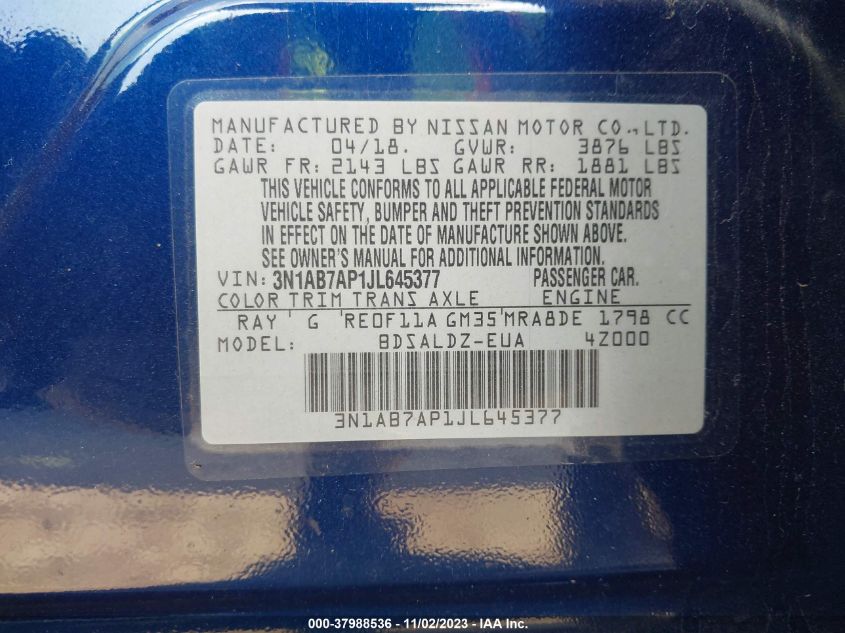 MANUFACTURED BY NISSAN MOTOR CO., LTD.
DATE: 04/18. GVWR: 3876 LBS
GAWR FR: 2143 LBS GAWR RR: 1881 LBS
THIS VEHICLE CONFORMS TO ALL APPLICABLE FEDERAL MOTOR
VEHICLE SAFETY, BUMPER AND THEFT PREVENTION STANDARDS
IN EFFECT ON THE DATE OF MANUFACTURE SHOWN ABOVE.
SEE OWNER'S MANUAL FOR ADDITIONAL INFORMATION.
VIN: 3N1AB7AP1JL645377 PASSENGER CAR.
COLOR TRIM TRANS AXLE ENGINE
RAY G RE0F11A GM35 MRA8DE 1798 CC
MODEL: BDSALDZ-EUA 4Z000
3N1AB7AP1JL645377
000-37988536 - 11/02/2023 - IAA Inc.